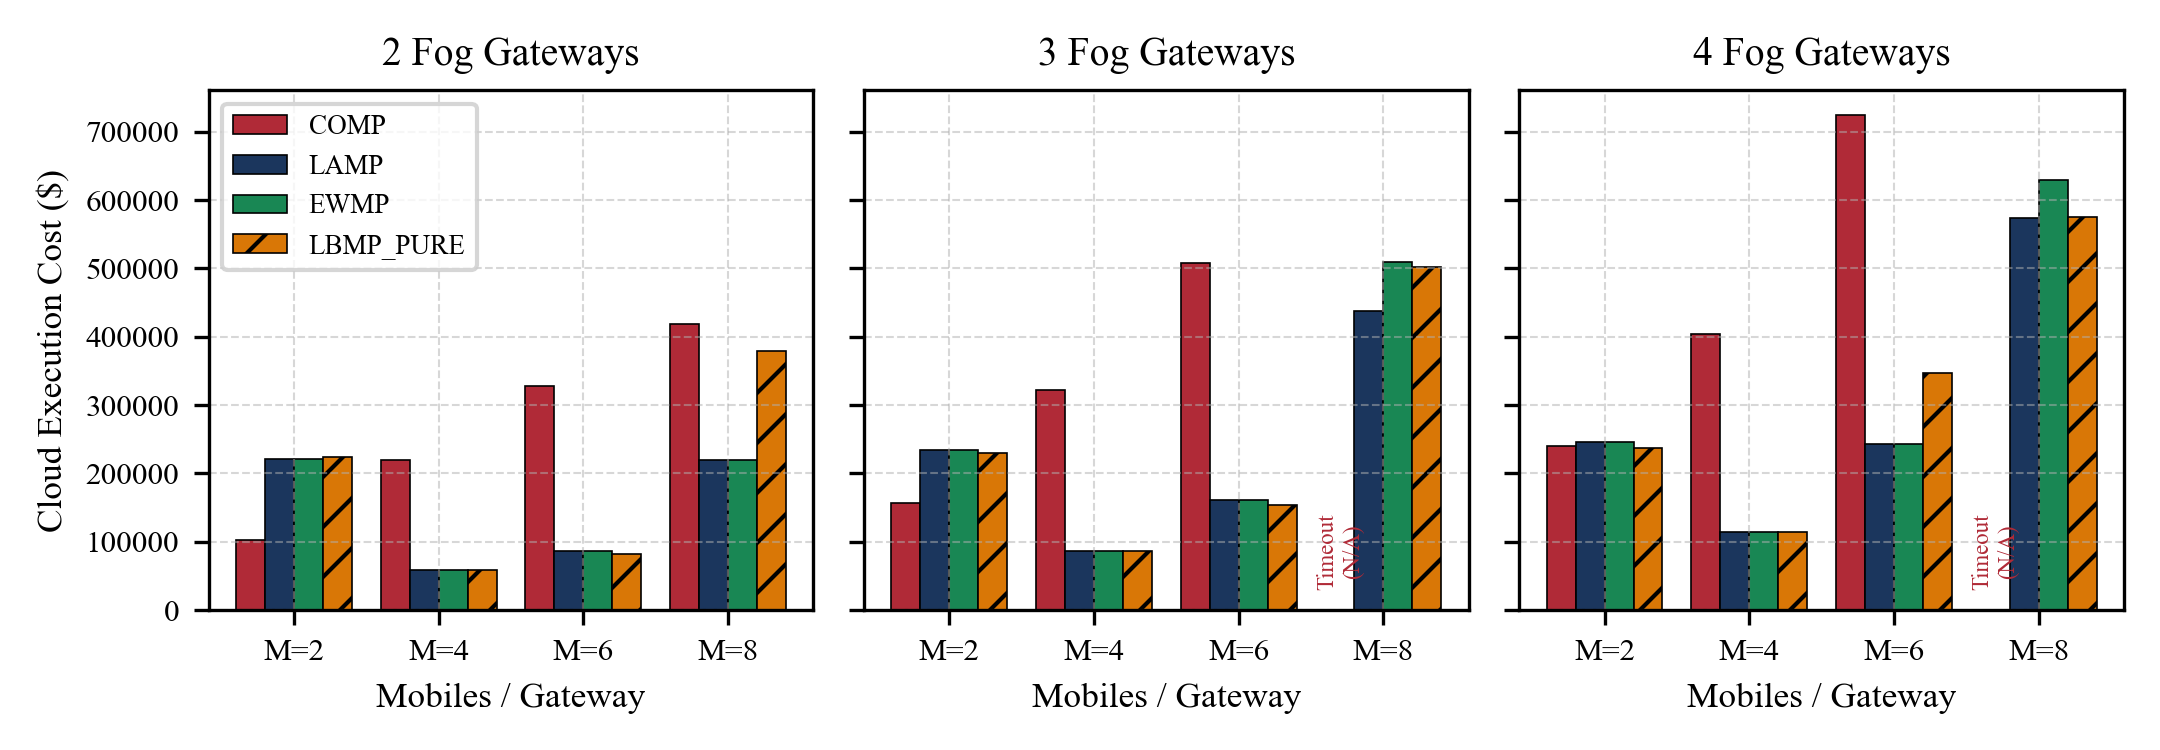 2 Fog Gateways
3 Fog Gateways
4 Fog Gateways
Cloud Execution Cost ($)
700000
600000
500000
400000
300000
200000
100000
0
COMP
LAMP
EWMP
LBMP_PURE
Timeout
(N/A)
Timeout
(N/A)
M=2
M=4
M=6
M=8
M=2
M=4
M=6
M=8
M=2
M=4
M=6
M=8
Mobiles / Gateway
Mobiles / Gateway
Mobiles / Gateway